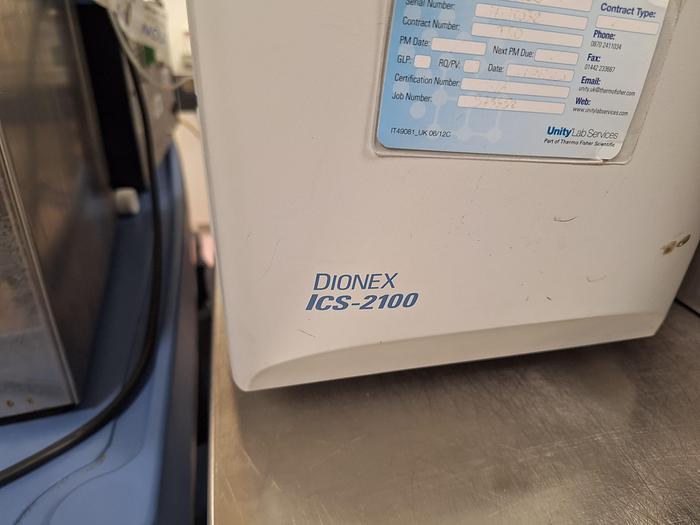 Serial Number:
Contract Number:
PM Date:
Next PM Due:
GLP:
RQ/PV:
Date:
Certification Number:
Job Number:
Contract Type:
Phone:
0870 2411034
Fax:
01442 233667
Email:
unity.uk@thermofisher.com
Web:
www.unitylabservices.com
IT49081_UK 06/12C
Unity Lab Services
Part of Thermo Fisher Scientific
DIONEX
ICS-2100